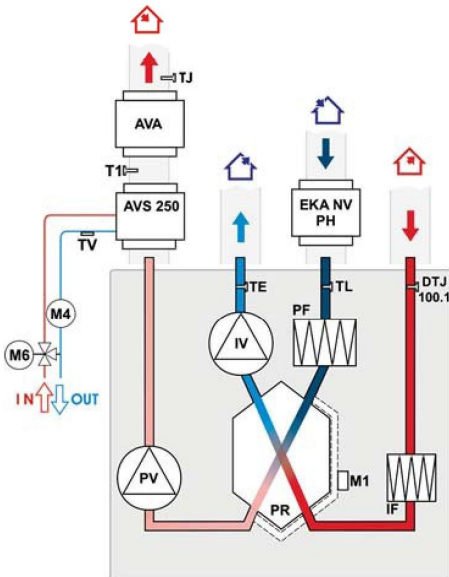 TJ
AVA
T1
AVS 250
EKA NV
PH
TV
TE
TL
DTJ
100.1
M4
PF
IV
M6
IN
OUT
PV
M1
PR
IF